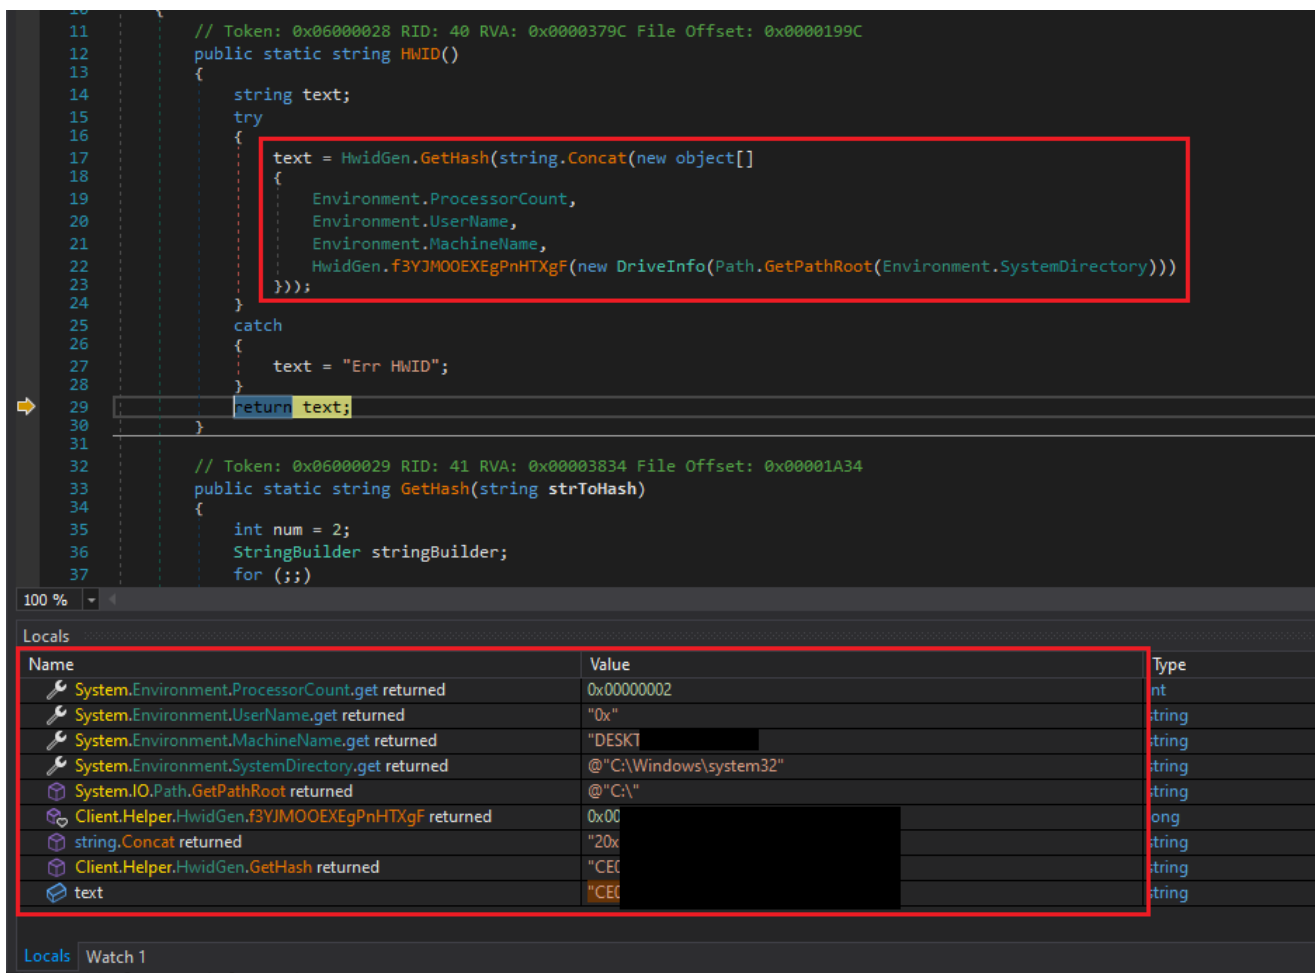 10 {
11 // Token: 0x06000028 RID: 40 RVA: 0x0000379C File Offset: 0x0000199C
12 public static string HWID()
13 {
14 string text;
15 try
16 {
17 text = HwidGen.GetHash(string.Concat(new object[]
18 {
19 Environment.ProcessorCount,
20 Environment.UserName,
21 Environment.MachineName,
22 HwidGen.f3YJMOOEXEgPnHTXgF(new DriveInfo(Path.GetPathRoot(Environment.SystemDirectory)))
23 }));
24 }
25 catch
26 {
27 text = "Err HWID";
28 }
29 return text;
30 }
31
32 // Token: 0x06000029 RID: 41 RVA: 0x00003834 File Offset: 0x00001A34
33 public static string GetHash(string strToHash)
34 {
35 int num = 2;
36 StringBuilder stringBuilder;
37 for (;;)
100 %
Locals
Name Value Type
System.Environment.ProcessorCount.get returned 0x00000002 int
System.Environment.UserName.get returned "0x" string
System.Environment.MachineName.get returned "DESKT string
System.Environment.SystemDirectory.get returned @"C:\Windows\system32" string
System.IO.Path.GetPathRoot returned @"C:\" string
Client.Helper.HwidGen.f3YJMOOEXEgPnHTXgF returned 0x00 long
string.Concat returned "20x string
Client.Helper.HwidGen.GetHash returned "CE0 string
text "CE0 string
Locals Watch 1